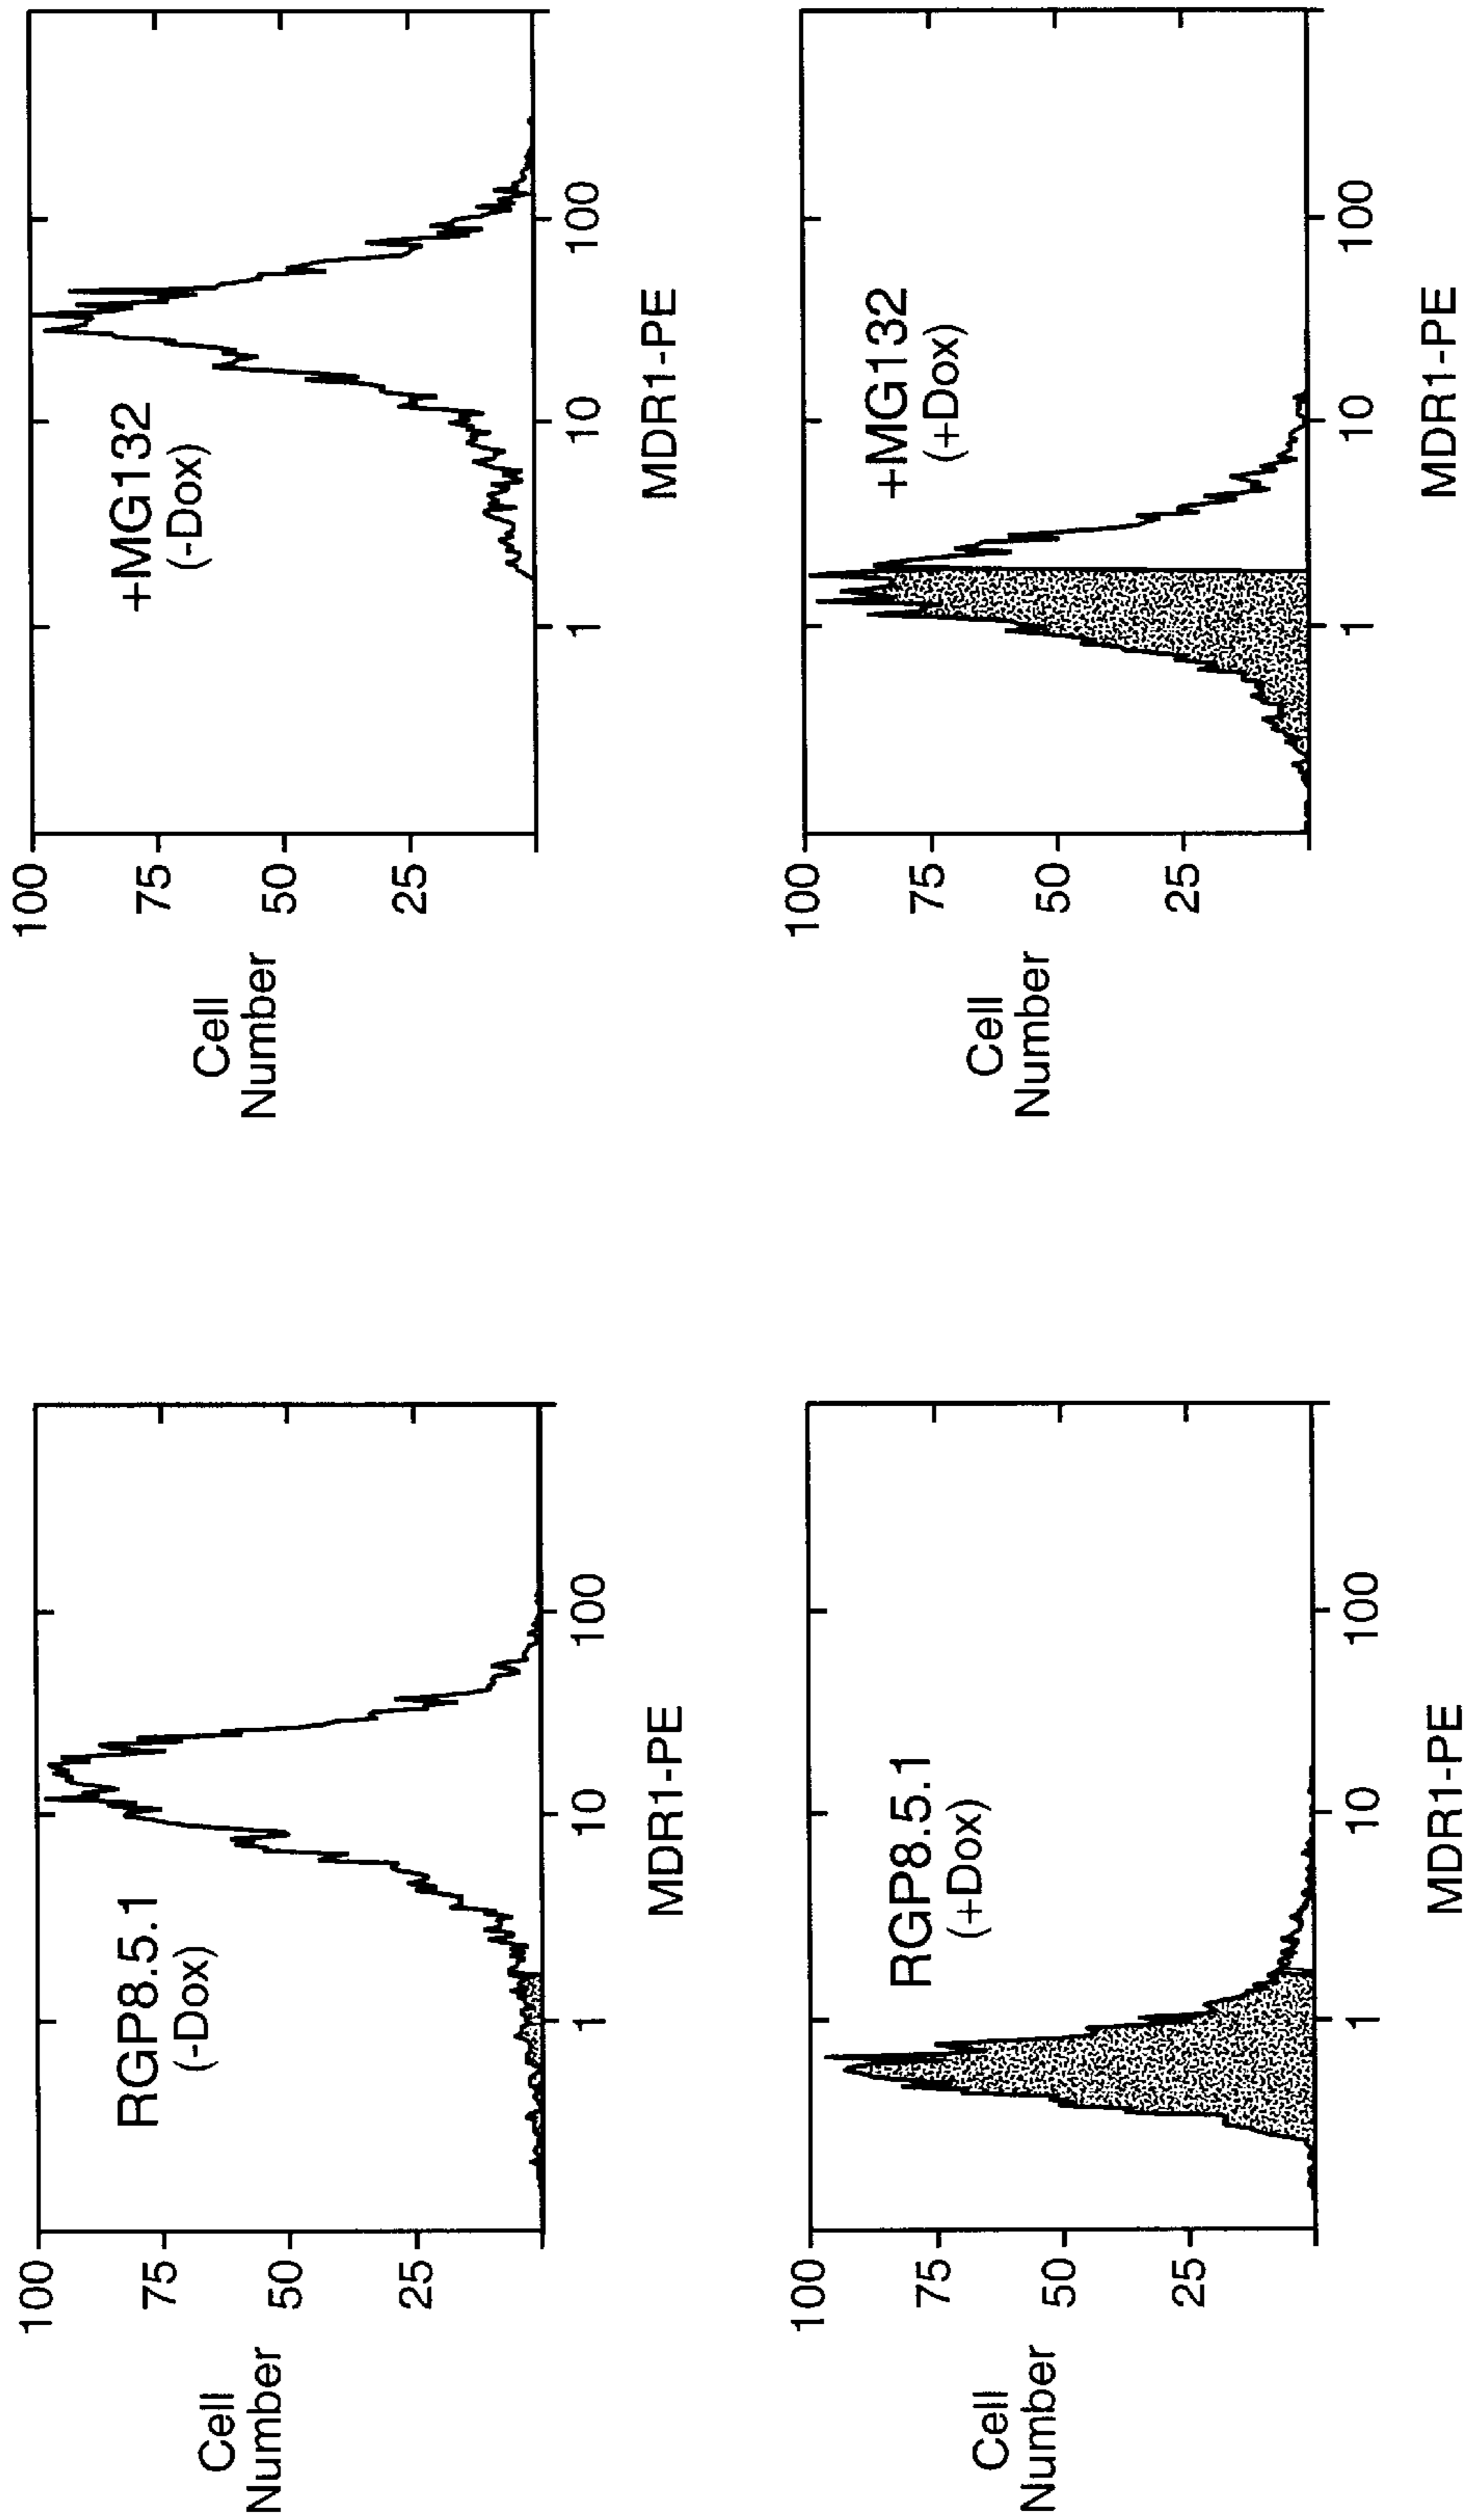 RGP8.5.1
(-Dox)
100
75
50
25
Cell
Number
1 10 100
MDR1-PE
+MG132
(-Dox)
100
75
50
25
Cell
Number
1 10 100
MDR1-PE
RGP8.5.1
(+Dox)
100
75
50
25
Cell
Number
1 10 100
MDR1-PE
+MG132
(+Dox)
100
75
50
25
Cell
Number
1 10 100
MDR1-PE